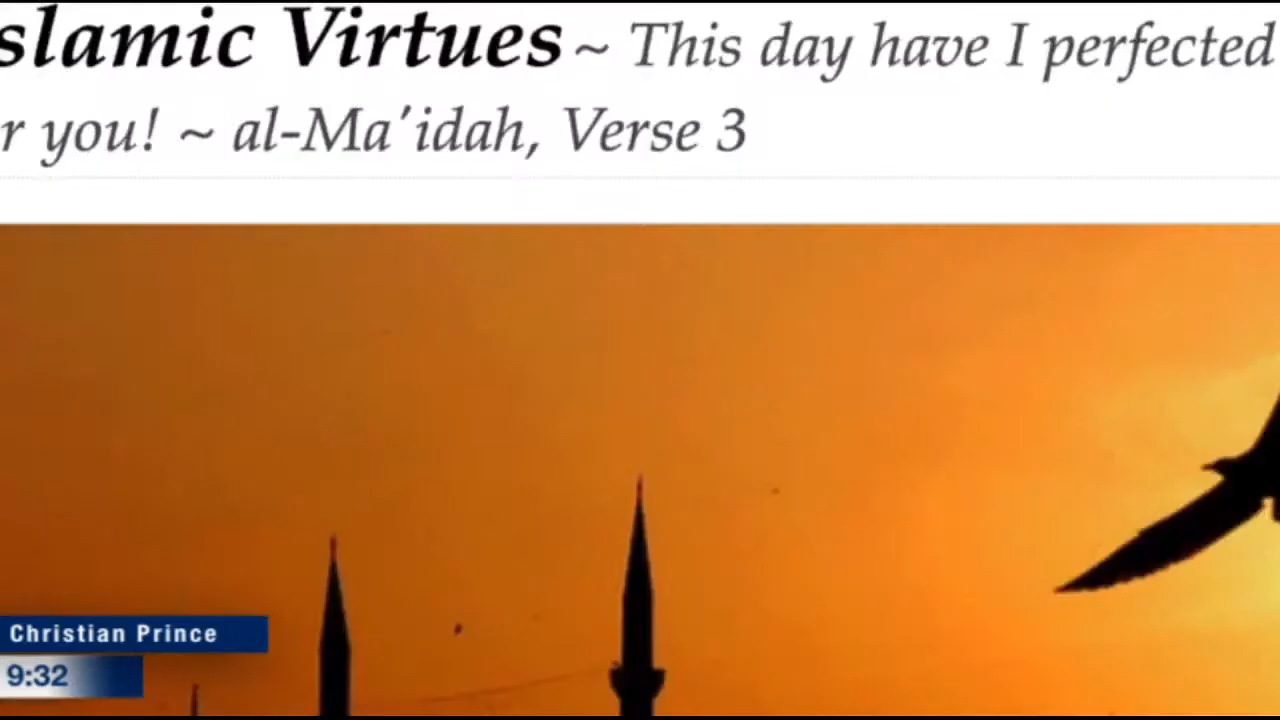 slamic Virtues ~ This day have I perfected
r you! ~ al-Ma'idah, Verse 3
Christian Prince
9:32